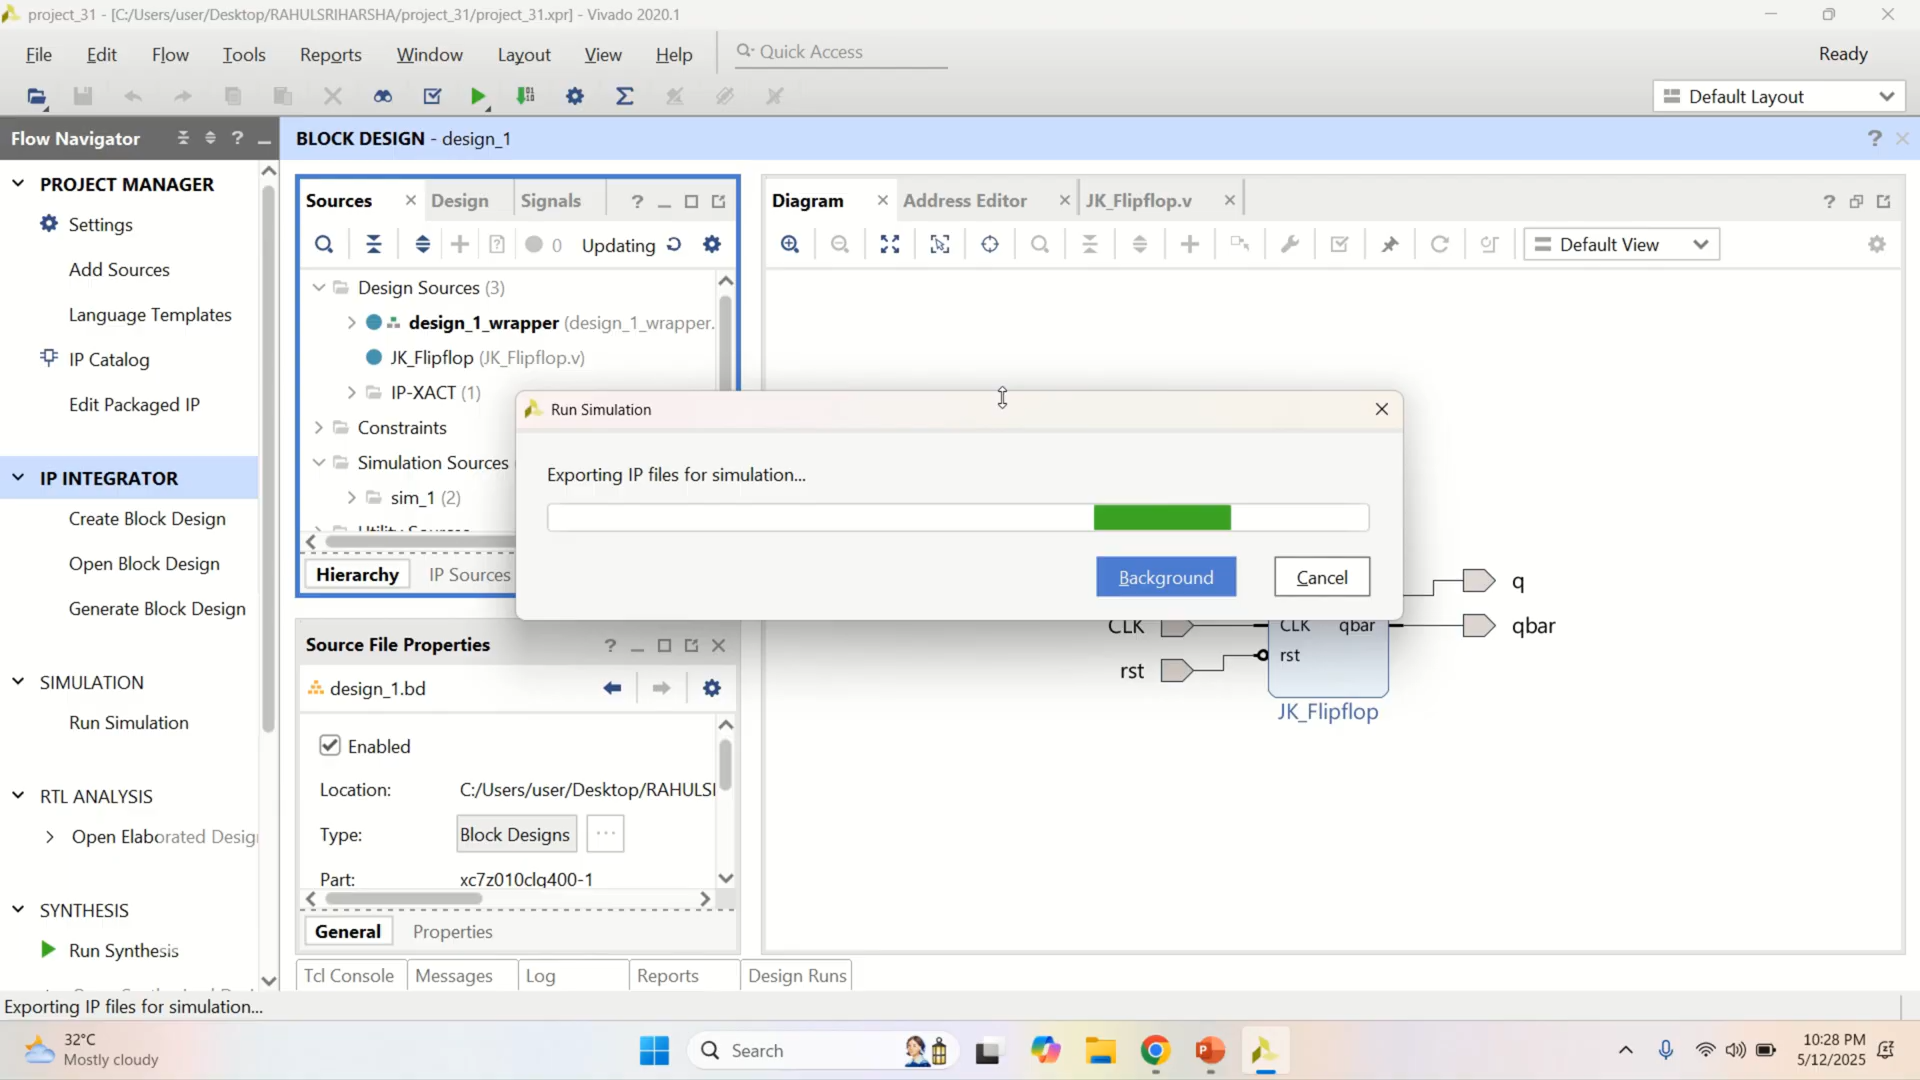 project_31 - [C:/Users/user/Desktop/RAHULSRIHARSHA/project_31/project_31.xpr] - Vivado 2020.1
File Edit Flow Tools Reports Window Layout View Help Quick Access Ready
Default Layout
Flow Navigator
BLOCK DESIGN - design_1
PROJECT MANAGER
Settings
Add Sources
Language Templates
IP Catalog
Edit Packaged IP
IP INTEGRATOR
Create Block Design
Open Block Design
Generate Block Design
SIMULATION
Run Simulation
RTL ANALYSIS
Open Elaborated Desig
SYNTHESIS
Run Synthesis
Sources Design Signals
0 Updating
Design Sources (3)
design_1_wrapper (design_1_wrapper.
JK_Flipflop (JK_Flipflop.v)
IP-XACT (1)
Constraints
Simulation Sources
sim_1 (2)
Hierarchy IP Sources
Diagram Address Editor JK_Flipflop.v
Default View
Run Simulation
Exporting IP files for simulation...
Background Cancel
q
CLK CLK qbar qbar
rst rst
JK_Flipflop
Source File Properties
design_1.bd
Enabled
Location: C:/Users/user/Desktop/RAHULSI
Type: Block Designs ...
Part: xc7z010clg400-1
General Properties
Tcl Console Messages Log Reports Design Runs
Exporting IP files for simulation...
32°C
Mostly cloudy
Search
10:28 PM
5/12/2025